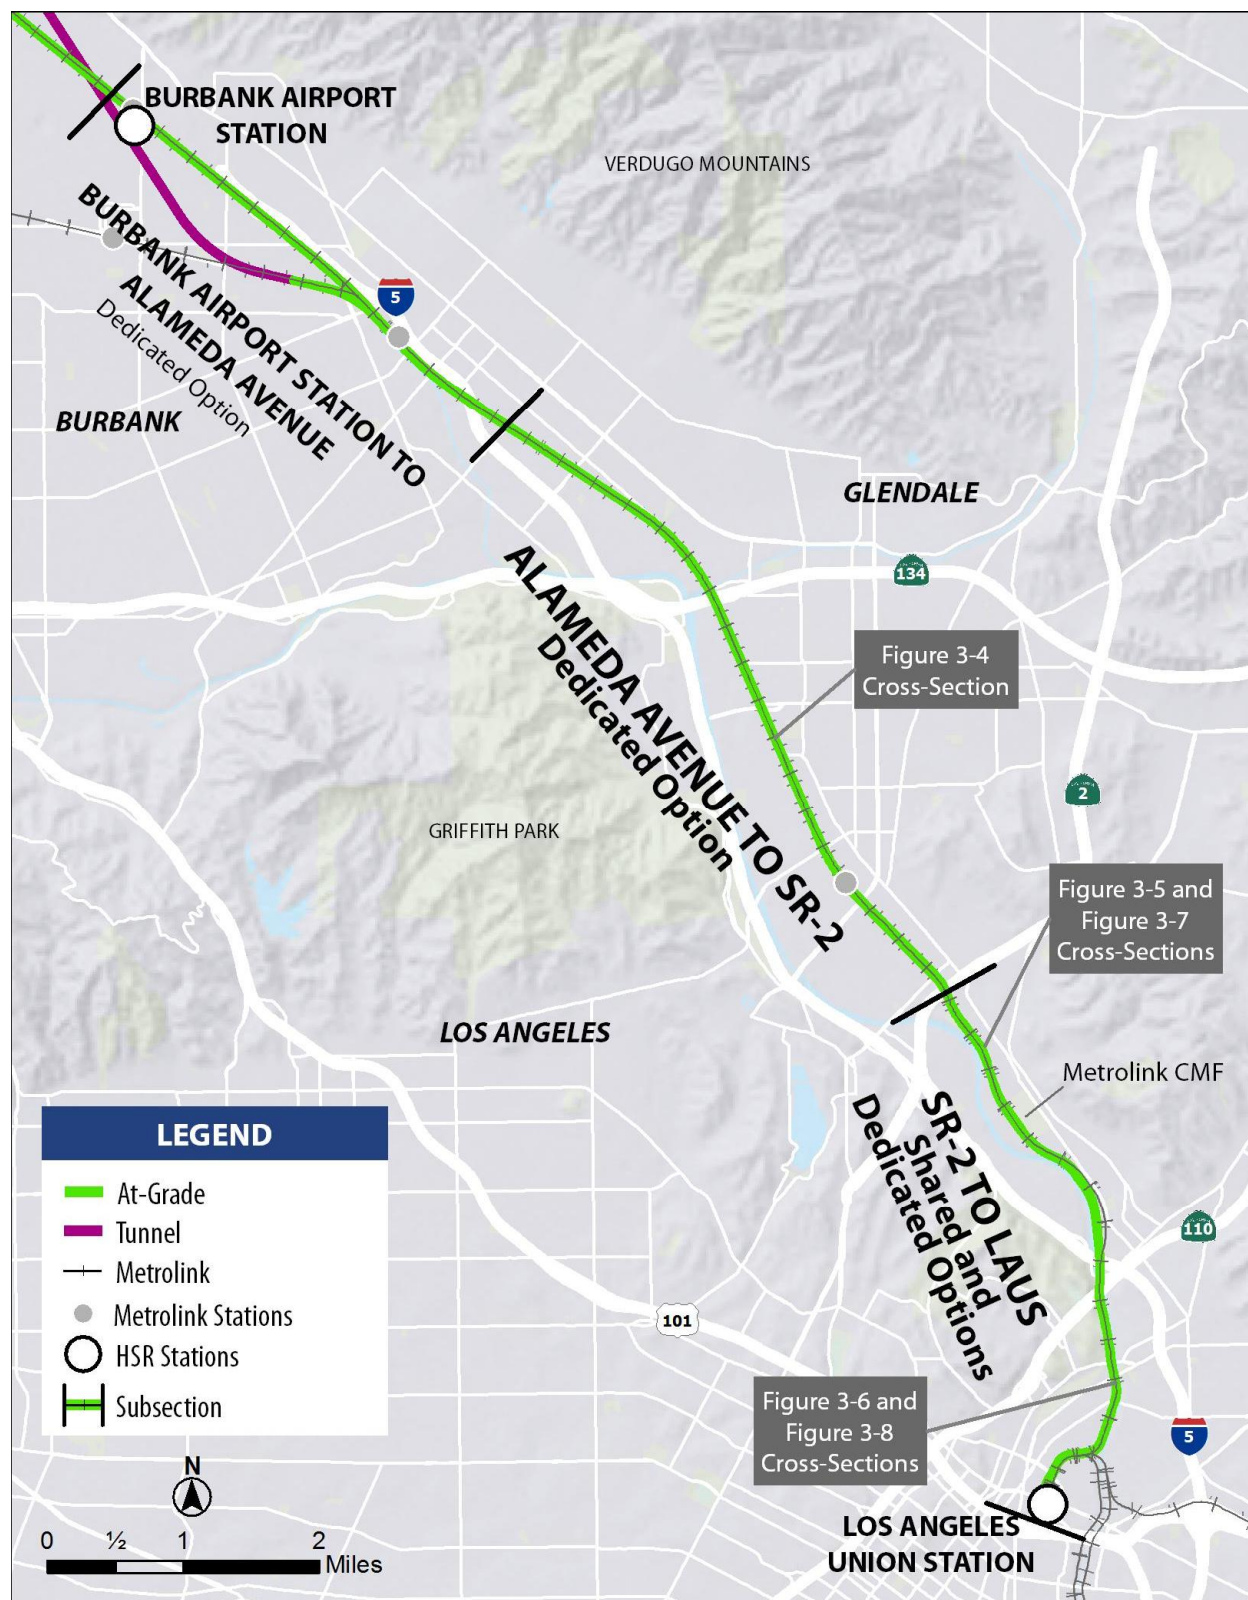 BURBANK AIRPORT
STATION
VERDUGO MOUNTAINS
BURBANK AIRPORT STATION TO
ALAMEDA AVENUE
Dedicated Option
5
BURBANK
GLENDALE
134
ALAMEDA AVENUE TO SR-2
Dedicated Option
Figure 3-4
Cross-Section
2
GRIFFITH PARK
Figure 3-5 and
Figure 3-7
Cross-Sections
LOS ANGELES
Metrolink CMF
SR-2 TO LAUS
Shared and
Dedicated Options
110
101
Figure 3-6 and
Figure 3-8
Cross-Sections
5
LOS ANGELES
UNION STATION
LEGEND
At-Grade
Tunnel
Metrolink
Metrolink Stations
HSR Stations
Subsection
N
0 ½ 1 2
Miles